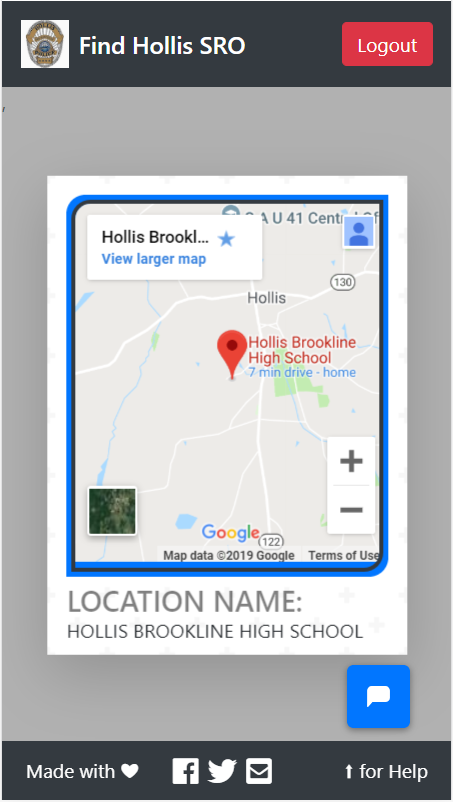 Find Hollis SRO
Logout
,
A U 41 Cent
Hollis Brookl...
View larger map
130
Hollis
Hollis Brookline
High School
7 min drive - home
+
−
Google
122
Map data ©2019 Google Terms of Use
LOCATION NAME:
HOLLIS BROOKLINE HIGH SCHOOL
Made with
for Help